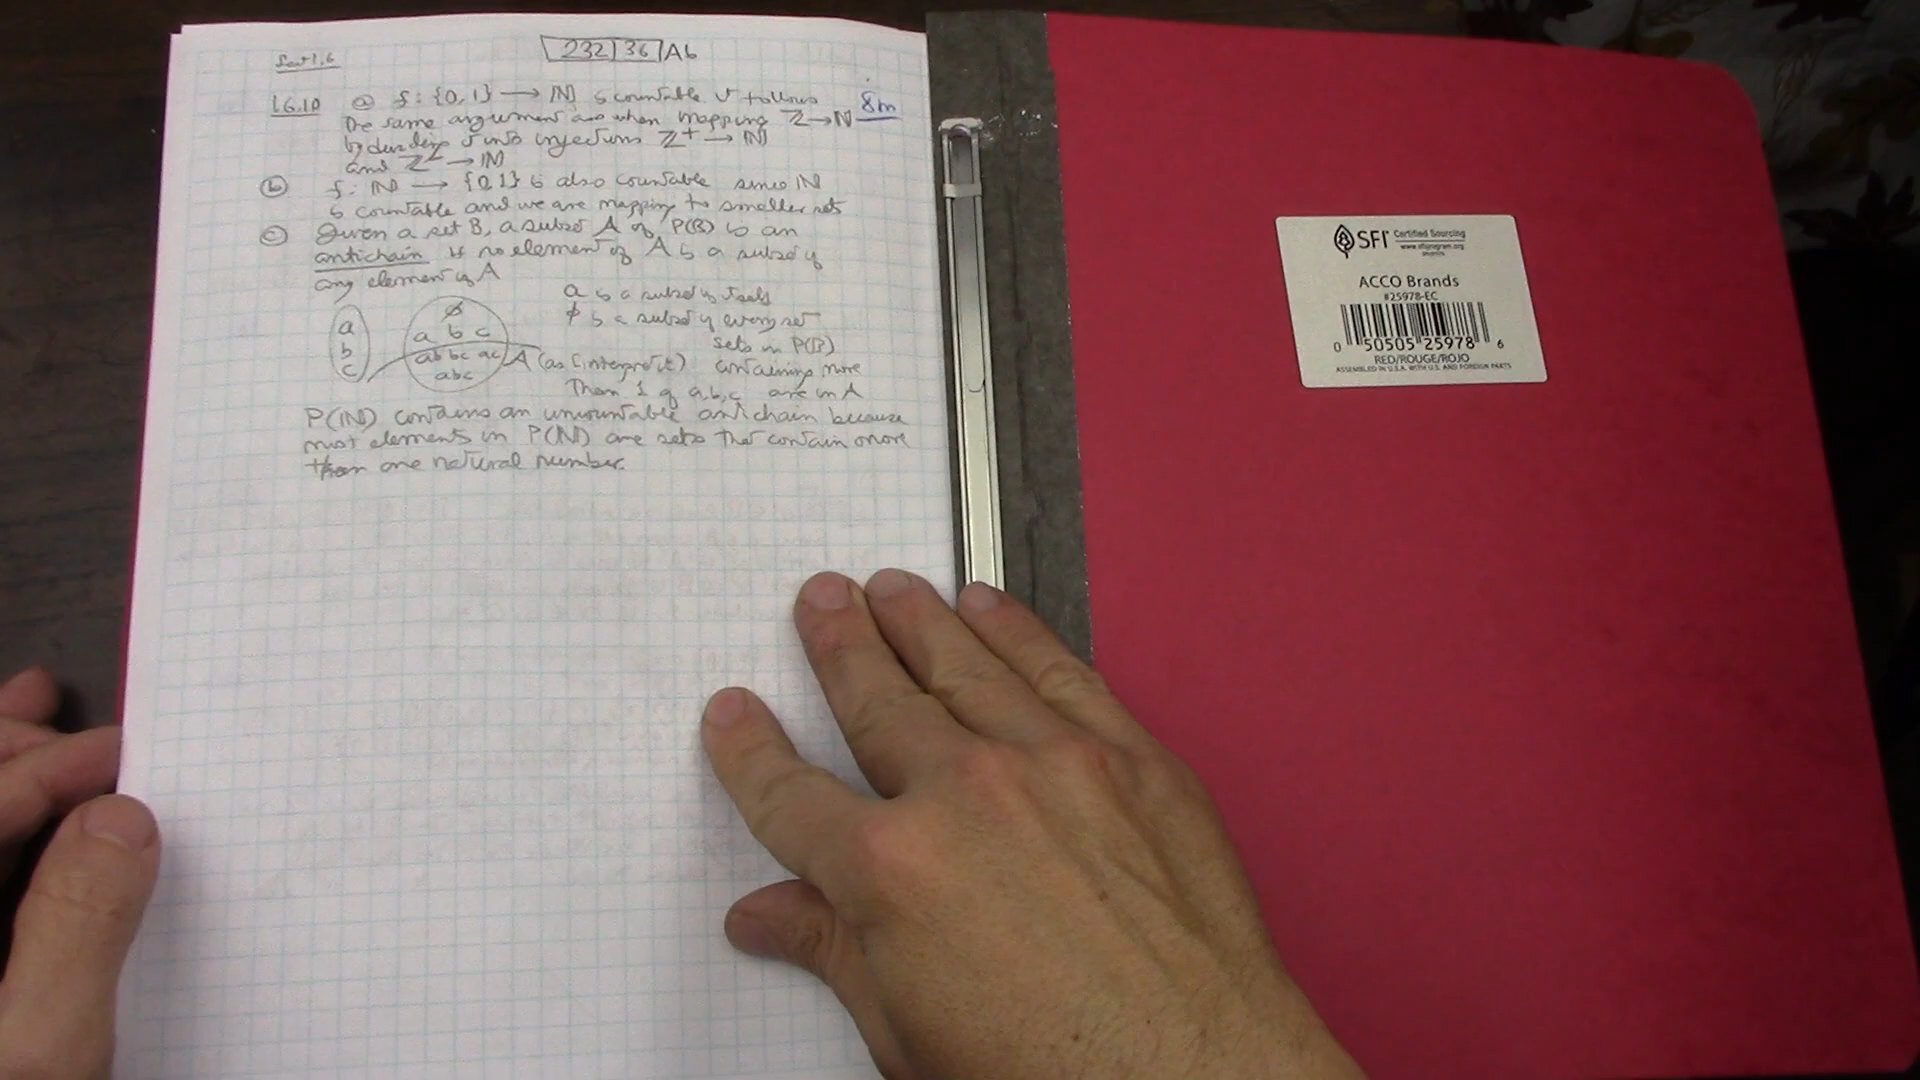 Sect 1.6
232 | 36 | Ab
1.6.10 (a) f: {0,1} → ℕ is countable it follows 8m
the same argument as when mapping ℤ → ℕ
by dividing it into injections ℤ⁺ → ℕ
and ℤ⁻ → ℕ
(b) f: ℕ → {0,1} is also countable since ℕ
is countable and we are mapping to smaller sets
(c) Given a set B, a subset A of P(B) is an
antichain if no element of A is a subset of
any element of A
a is a subset of itself
∅ is a subset of every set
a
b
c
∅
a b c
ab bc ac
abc
A (as I interpret it)
sets in P(B)
containing more
than 1 of a,b,c are in A
P(ℕ) contains an uncountable antichain because
most elements in P(ℕ) are sets that contain more
than one natural number.
SFI Certified Sourcing
www.sfiprogram.org
ACCO Brands
#25978-EC
0 50505 25978 6
RED/ROUGE/ROJO
ASSEMBLED IN U.S.A. WITH U.S. AND FOREIGN PARTS